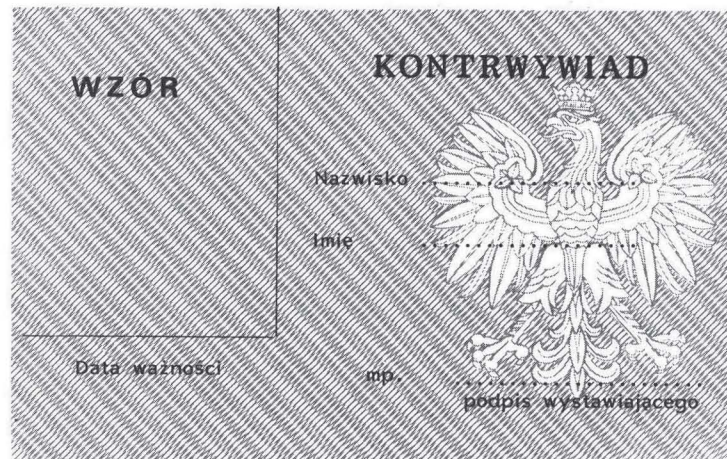 WZÓR
KONTRWYWIAD
Nazwisko
Imię
Data ważności
mp.
podpis wystawiającego